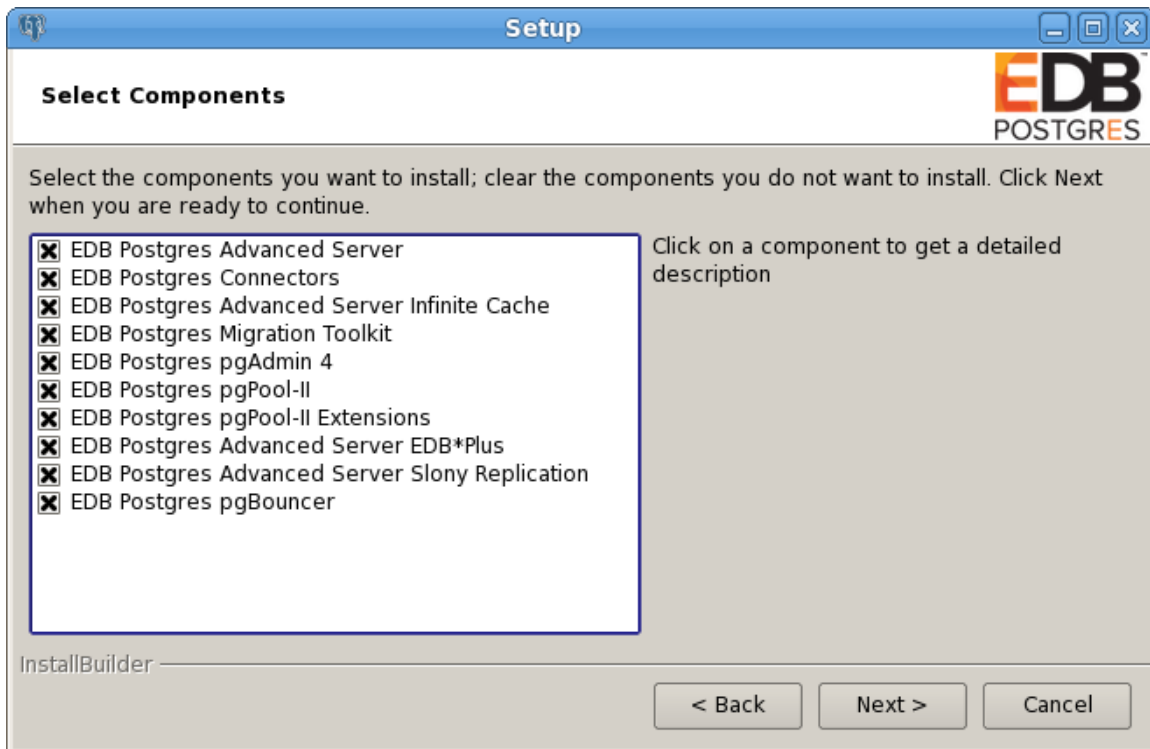 Setup
Select Components
EDB
POSTGRES
Select the components you want to install; clear the components you do not want to install. Click Next
when you are ready to continue.
EDB Postgres Advanced Server
EDB Postgres Connectors
EDB Postgres Advanced Server Infinite Cache
EDB Postgres Migration Toolkit
EDB Postgres pgAdmin 4
EDB Postgres pgPool-II
EDB Postgres pgPool-II Extensions
EDB Postgres Advanced Server EDB*Plus
EDB Postgres Advanced Server Slony Replication
EDB Postgres pgBouncer
Click on a component to get a detailed
description
InstallBuilder
< Back
Next >
Cancel